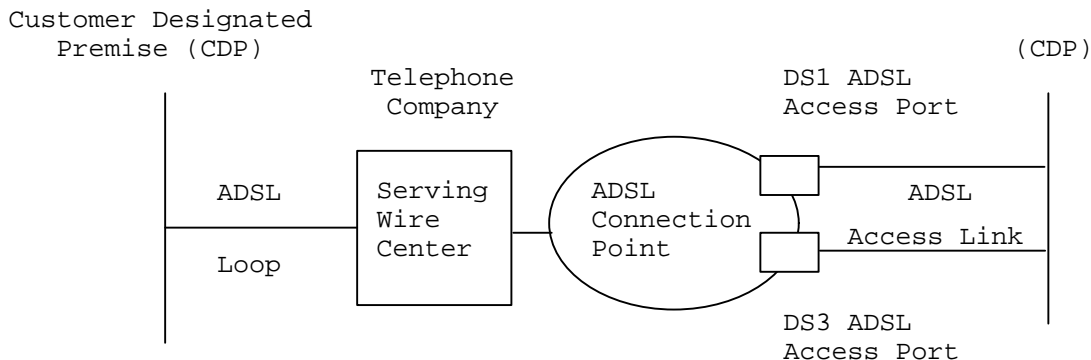 Customer Designated
Premise (CDP)
(CDP)
Telephone
Company
DS1 ADSL
Access Port
ADSL
Loop
Serving
Wire
Center
ADSL
Connection
Point
ADSL
Access Link
DS3 ADSL
Access Port